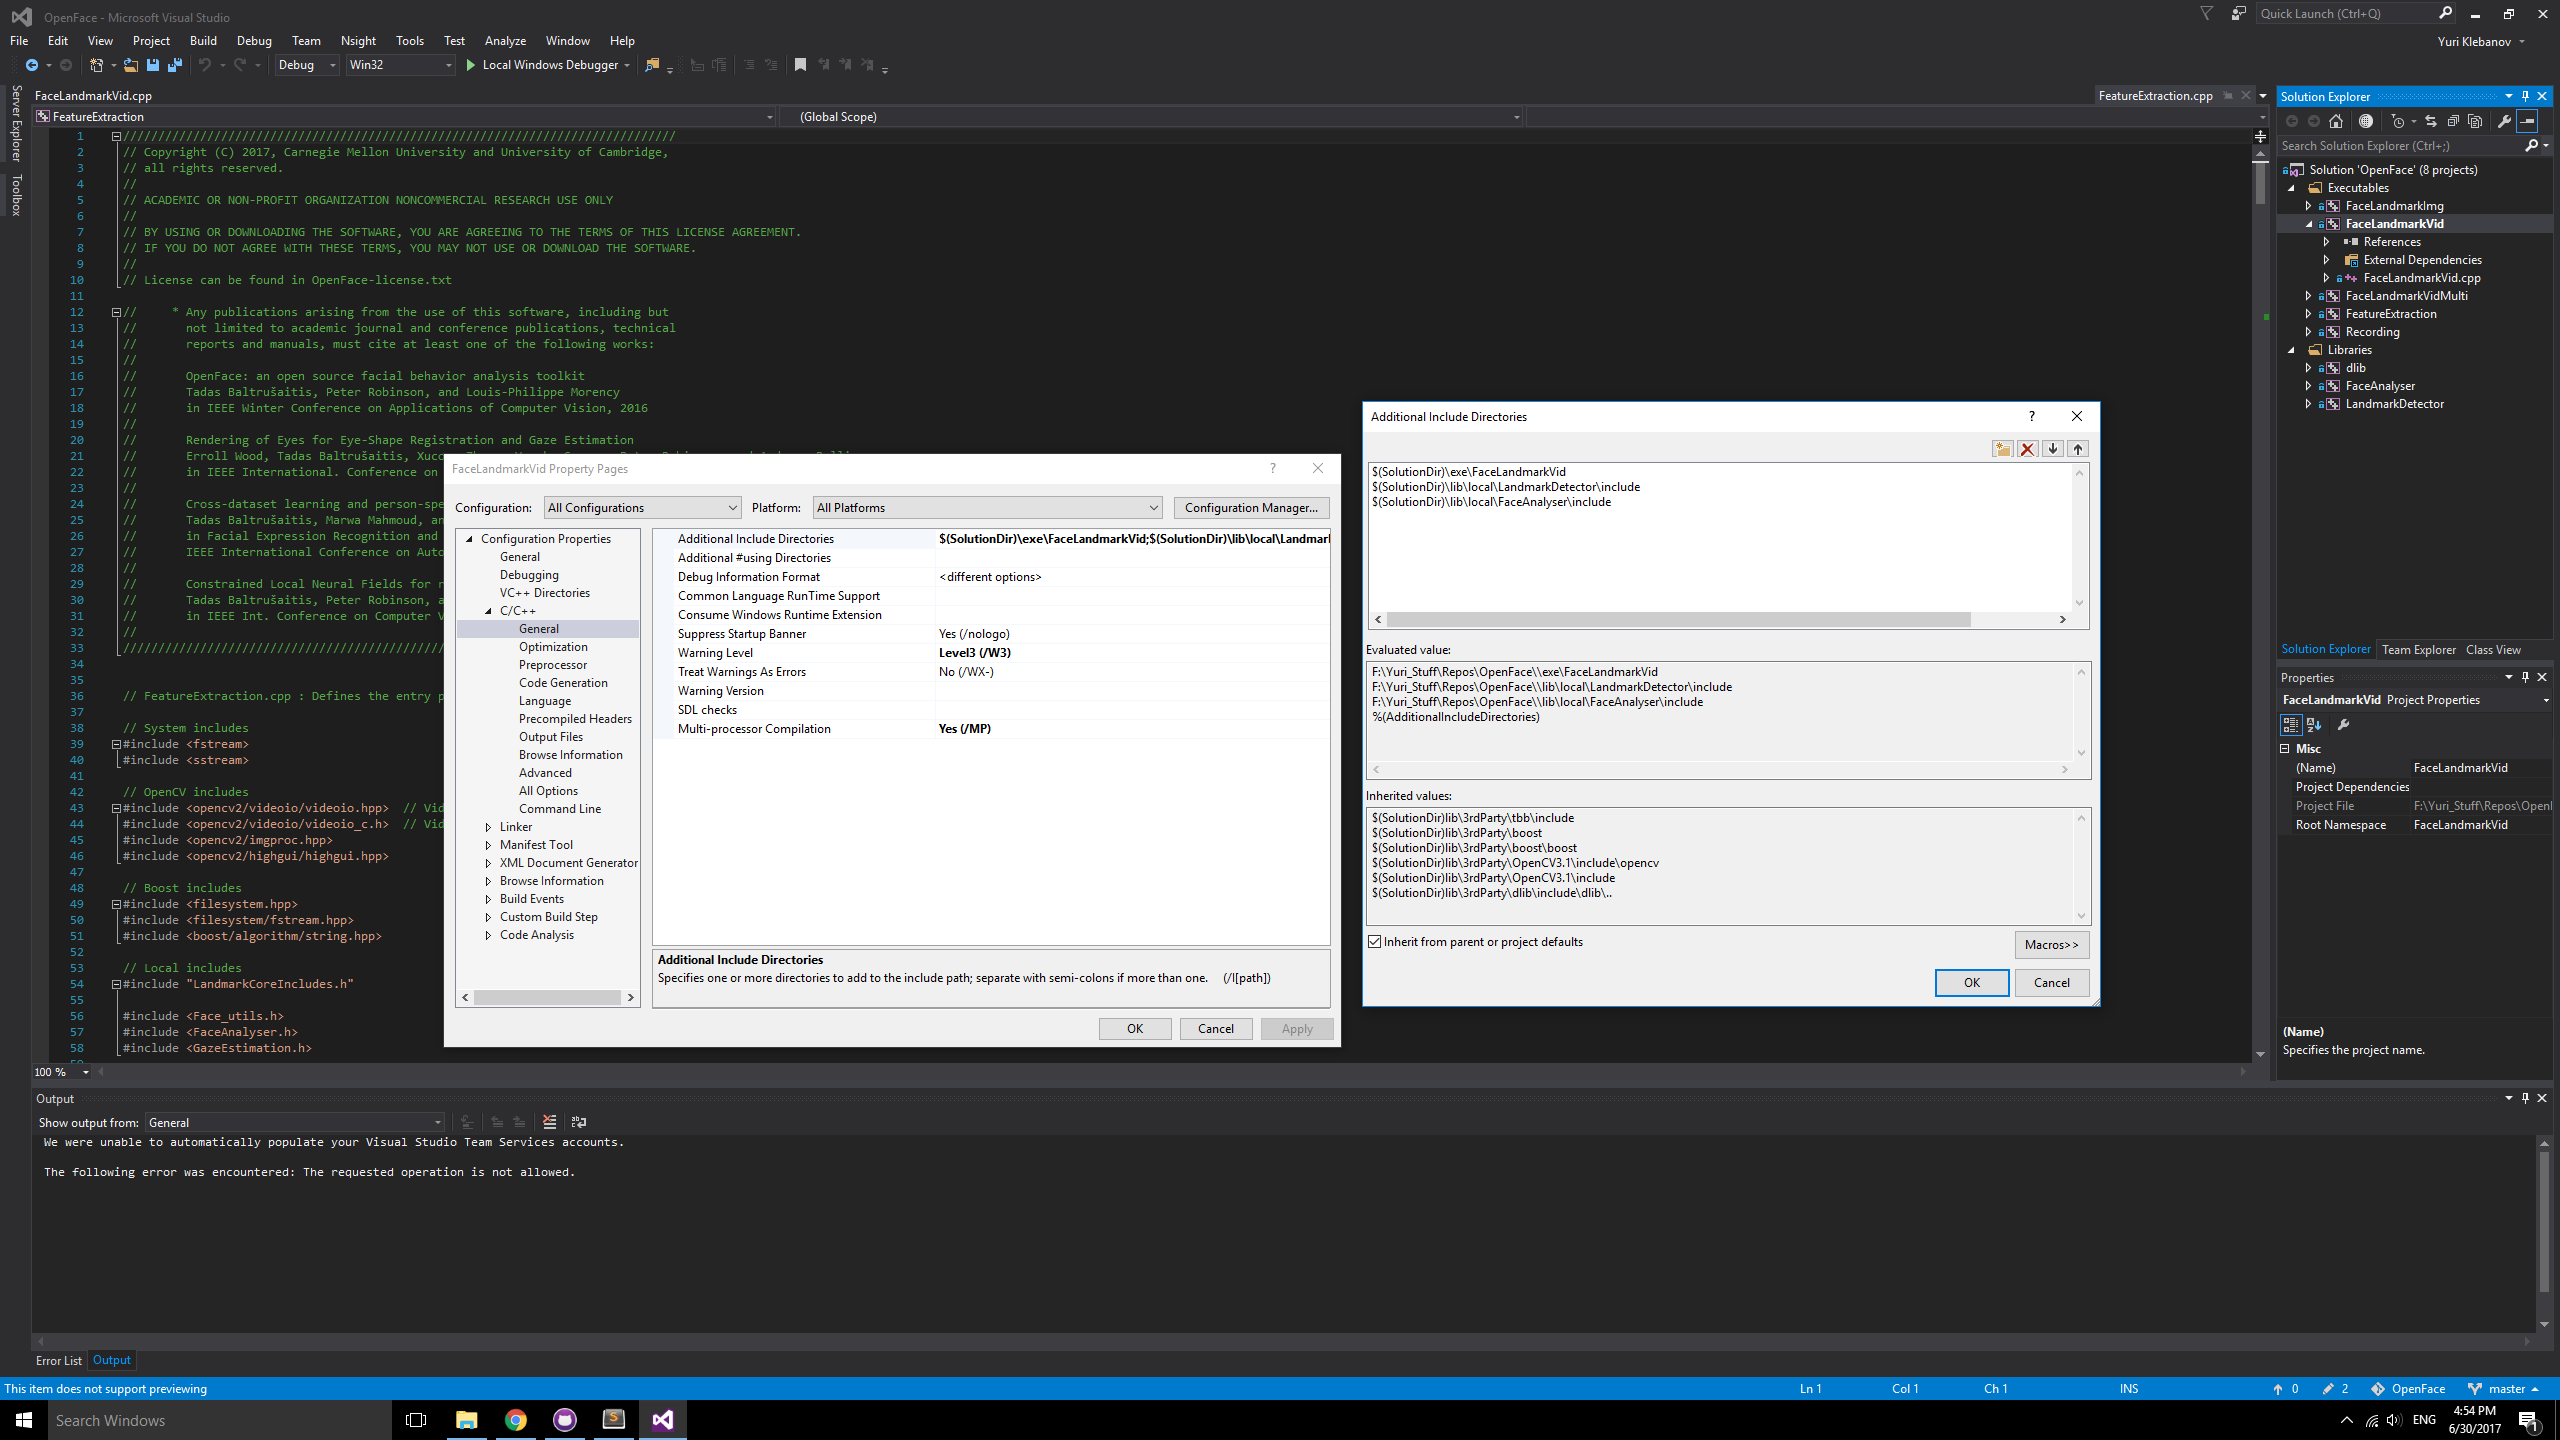 OpenFace - Microsoft Visual Studio
Quick Launch (Ctrl+Q)
File Edit View Project Build Debug Team Nsight Tools Test Analyze Window Help
Yuri Klebanov
Debug Win32 Local Windows Debugger
Server Explorer
Toolbox
FaceLandmarkVid.cpp
FeatureExtraction.cpp
FeatureExtraction
(Global Scope)
1 ////////////////////////////////////////////////////////////////////////////////
2 // Copyright (C) 2017, Carnegie Mellon University and University of Cambridge,
3 // all rights reserved.
4 //
5 // ACADEMIC OR NON-PROFIT ORGANIZATION NONCOMMERCIAL RESEARCH USE ONLY
6 //
7 // BY USING OR DOWNLOADING THE SOFTWARE, YOU ARE AGREEING TO THE TERMS OF THIS LICENSE AGREEMENT.
8 // IF YOU DO NOT AGREE WITH THESE TERMS, YOU MAY NOT USE OR DOWNLOAD THE SOFTWARE.
9 //
10 // License can be found in OpenFace-license.txt
11
12 // * Any publications arising from the use of this software, including but
13 // not limited to academic journal and conference publications, technical
14 // reports and manuals, must cite at least one of the following works:
15 //
16 // OpenFace: an open source facial behavior analysis toolkit
17 // Tadas Baltrušaitis, Peter Robinson, and Louis-Philippe Morency
18 // in IEEE Winter Conference on Applications of Computer Vision, 2016
19 //
20 // Rendering of Eyes for Eye-Shape Registration and Gaze Estimation
21 // Erroll Wood, Tadas Baltrušaitis,
22 // in IEEE International. Conference on
23 //
24 // Cross-dataset learning and person-spe
25 // Tadas Baltrušaitis, Marwa Mahmoud, an
26 // in Facial Expression Recognition and
27 // IEEE International Conference on Auto
28 //
29 // Constrained Local Neural Fields for r
30 // Tadas Baltrušaitis, Peter Robinson, a
31 // in IEEE Int. Conference on Computer V
32 //
33 //////////////////////////////////////////////
34
35
36 // FeatureExtraction.cpp : Defines the entry p
37
38 // System includes
39 #include <fstream>
40 #include <sstream>
41
42 // OpenCV includes
43 #include <opencv2/videoio/videoio.hpp> // Vid
44 #include <opencv2/videoio/videoio_c.h> // Vid
45 #include <opencv2/imgproc.hpp>
46 #include <opencv2/highgui/highgui.hpp>
47
48 // Boost includes
49 #include <filesystem.hpp>
50 #include <filesystem/fstream.hpp>
51 #include <boost/algorithm/string.hpp>
52
53 // Local includes
54 #include "LandmarkCoreIncludes.h"
55
56 #include <Face_utils.h>
57 #include <FaceAnalyser.h>
58 #include <GazeEstimation.h>
100 %
FaceLandmarkVid Property Pages
Configuration: All Configurations Platform: All Platforms Configuration Manager...
Configuration Properties
General
Debugging
VC++ Directories
C/C++
General
Optimization
Preprocessor
Code Generation
Language
Precompiled Headers
Output Files
Browse Information
Advanced
All Options
Command Line
Linker
Manifest Tool
XML Document Generator
Browse Information
Build Events
Custom Build Step
Code Analysis
Additional Include Directories $(SolutionDir)\exe\FaceLandmarkVid;$(SolutionDir)\lib\local\Landmarl
Additional #using Directories
Debug Information Format <different options>
Common Language RunTime Support
Consume Windows Runtime Extension
Suppress Startup Banner Yes (/nologo)
Warning Level Level3 (/W3)
Treat Warnings As Errors No (/WX-)
Warning Version
SDL checks
Multi-processor Compilation Yes (/MP)
Additional Include Directories
Specifies one or more directories to add to the include path; separate with semi-colons if more than one. (/I[path])
OK Cancel Apply
Additional Include Directories
$(SolutionDir)\exe\FaceLandmarkVid
$(SolutionDir)\lib\local\LandmarkDetector\include
$(SolutionDir)\lib\local\FaceAnalyser\include
Evaluated value:
F:\Yuri_Stuff\Repos\OpenFace\\exe\FaceLandmarkVid
F:\Yuri_Stuff\Repos\OpenFace\\lib\local\LandmarkDetector\include
F:\Yuri_Stuff\Repos\OpenFace\\lib\local\FaceAnalyser\include
%(AdditionalIncludeDirectories)
Inherited values:
$(SolutionDir)lib\3rdParty\tbb\include
$(SolutionDir)lib\3rdParty\boost
$(SolutionDir)lib\3rdParty\boost\boost
$(SolutionDir)lib\3rdParty\OpenCV3.1\include\opencv
$(SolutionDir)lib\3rdParty\OpenCV3.1\include
$(SolutionDir)lib\3rdParty\dlib\include\dlib\..
Inherit from parent or project defaults
Macros>>
OK Cancel
Solution Explorer
Search Solution Explorer (Ctrl+;)
Solution 'OpenFace' (8 projects)
Executables
FaceLandmarkImg
FaceLandmarkVid
References
External Dependencies
FaceLandmarkVid.cpp
FaceLandmarkVidMulti
FeatureExtraction
Recording
Libraries
dlib
FaceAnalyser
LandmarkDetector
Solution Explorer Team Explorer Class View
Properties
FaceLandmarkVid Project Properties
Misc
(Name) FaceLandmarkVid
Project Dependencies
Project File F:\Yuri_Stuff\Repos\Open
Root Namespace FaceLandmarkVid
(Name)
Specifies the project name.
Output
Show output from: General
We were unable to automatically populate your Visual Studio Team Services accounts.
The following error was encountered: The requested operation is not allowed.
Error List Output
This item does not support previewing
Ln 1 Col 1 Ch 1 INS 0 2 OpenFace master
Search Windows
ENG
4:54 PM
6/30/2017
1